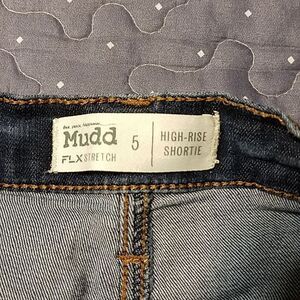 Mudd
FLX STRETCH
5
HIGH-RISE
SHORTIE